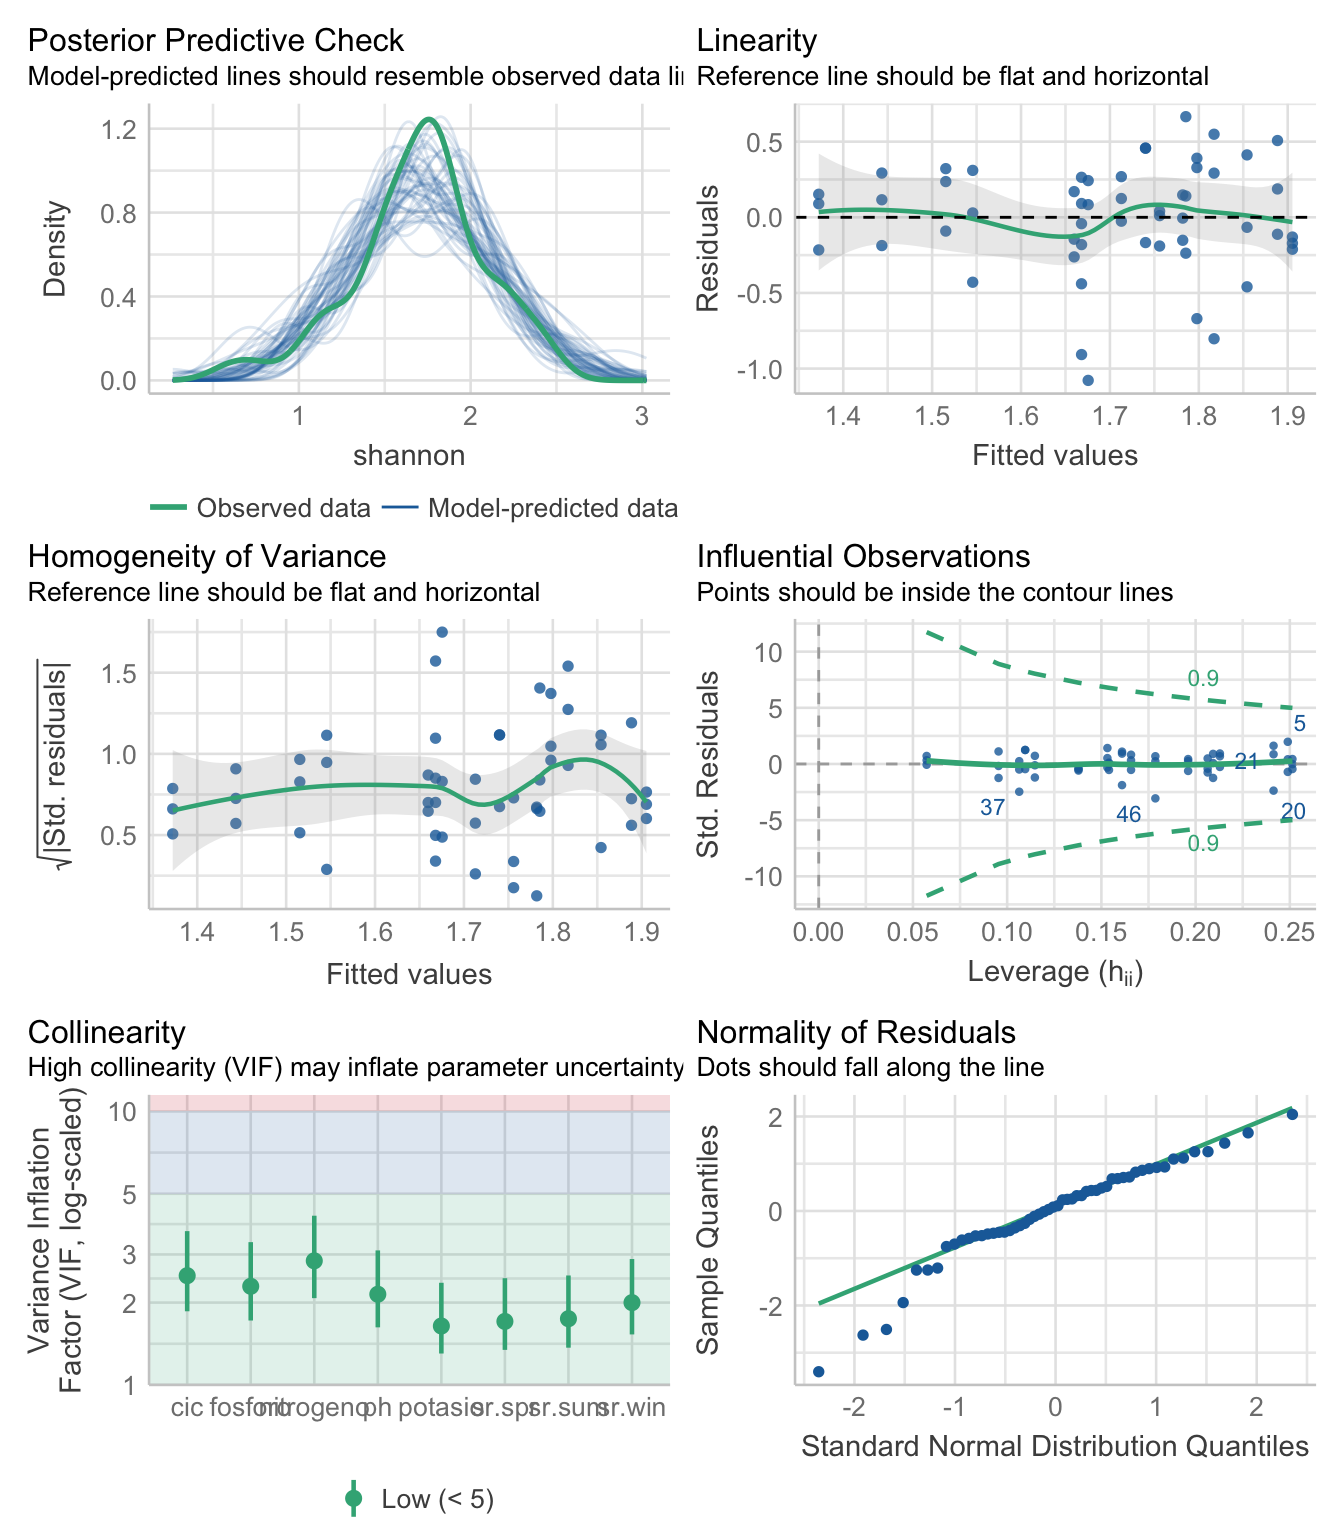 Posterior Predictive Check
Model-predicted lines should resemble observed data li
Density
1.2
0.8
0.4
0.0
1 2 3
shannon
Observed data Model-predicted data
Linearity
Reference line should be flat and horizontal
Residuals
0.5
0.0
-0.5
-1.0
1.4 1.5 1.6 1.7 1.8 1.9
Fitted values
Homogeneity of Variance
Reference line should be flat and horizontal
√|Std. residuals|
1.5
1.0
0.5
1.4 1.5 1.6 1.7 1.8 1.9
Fitted values
Influential Observations
Points should be inside the contour lines
Std. Residuals
10
5
0
-5
-10
0.9
5
21
37
46
20
0.9
0.00 0.05 0.10 0.15 0.20 0.25
Leverage (hii)
Collinearity
High collinearity (VIF) may inflate parameter uncertainty
Variance Inflation
Factor (VIF, log-scaled)
10
5
3
2
1
cic fosforo nitrogeno ph potasio sr.spr sr.sum sr.win
Low (< 5)
Normality of Residuals
Dots should fall along the line
Sample Quantiles
2
0
-2
-2 -1 0 1 2
Standard Normal Distribution Quantiles